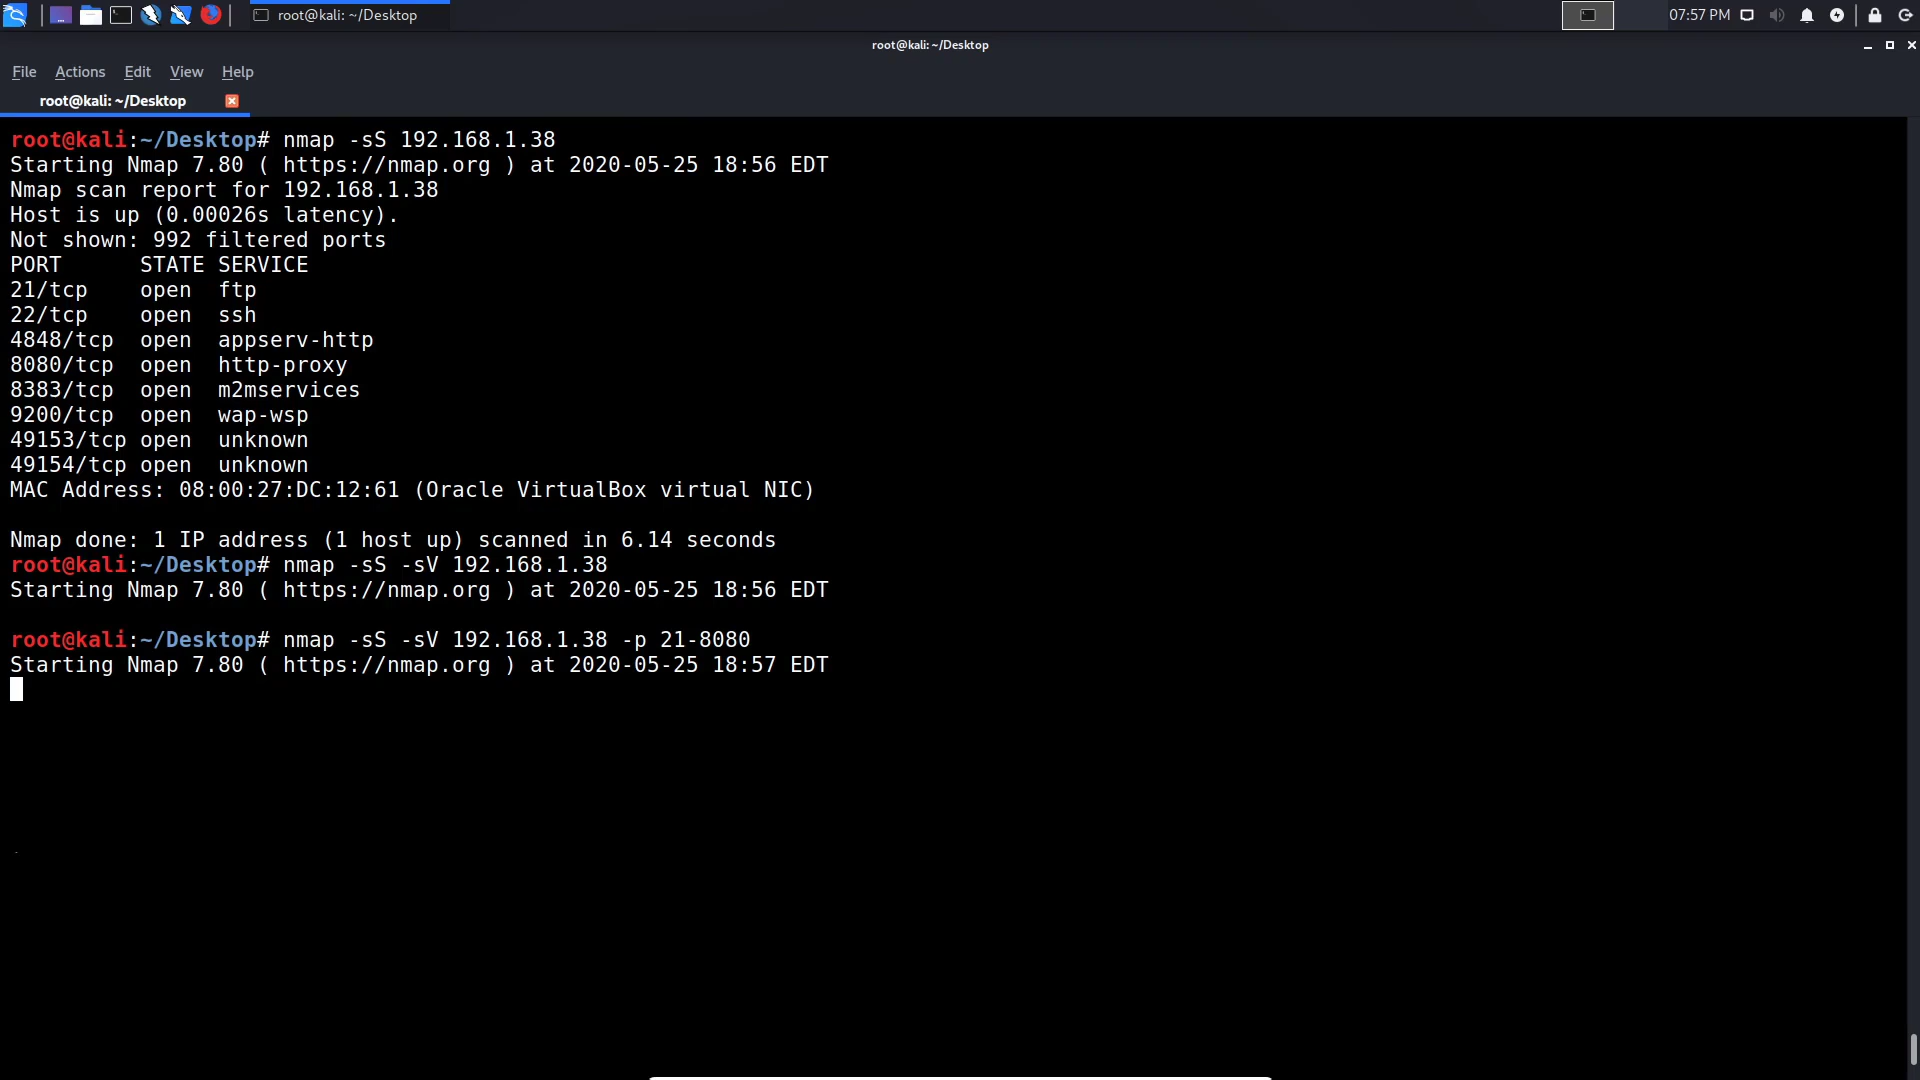 root@kali: ~/Desktop
07:57 PM
root@kali: ~/Desktop
File Actions Edit View Help
root@kali: ~/Desktop
root@kali:~/Desktop# nmap -sS 192.168.1.38
Starting Nmap 7.80 ( https://nmap.org ) at 2020-05-25 18:56 EDT
Nmap scan report for 192.168.1.38
Host is up (0.00026s latency).
Not shown: 992 filtered ports
PORT      STATE SERVICE
21/tcp    open  ftp
22/tcp    open  ssh
4848/tcp  open  appserv-http
8080/tcp  open  http-proxy
8383/tcp  open  m2mservices
9200/tcp  open  wap-wsp
49153/tcp open  unknown
49154/tcp open  unknown
MAC Address: 08:00:27:DC:12:61 (Oracle VirtualBox virtual NIC)
Nmap done: 1 IP address (1 host up) scanned in 6.14 seconds
root@kali:~/Desktop# nmap -sS -sV 192.168.1.38
Starting Nmap 7.80 ( https://nmap.org ) at 2020-05-25 18:56 EDT
root@kali:~/Desktop# nmap -sS -sV 192.168.1.38 -p 21-8080
Starting Nmap 7.80 ( https://nmap.org ) at 2020-05-25 18:57 EDT